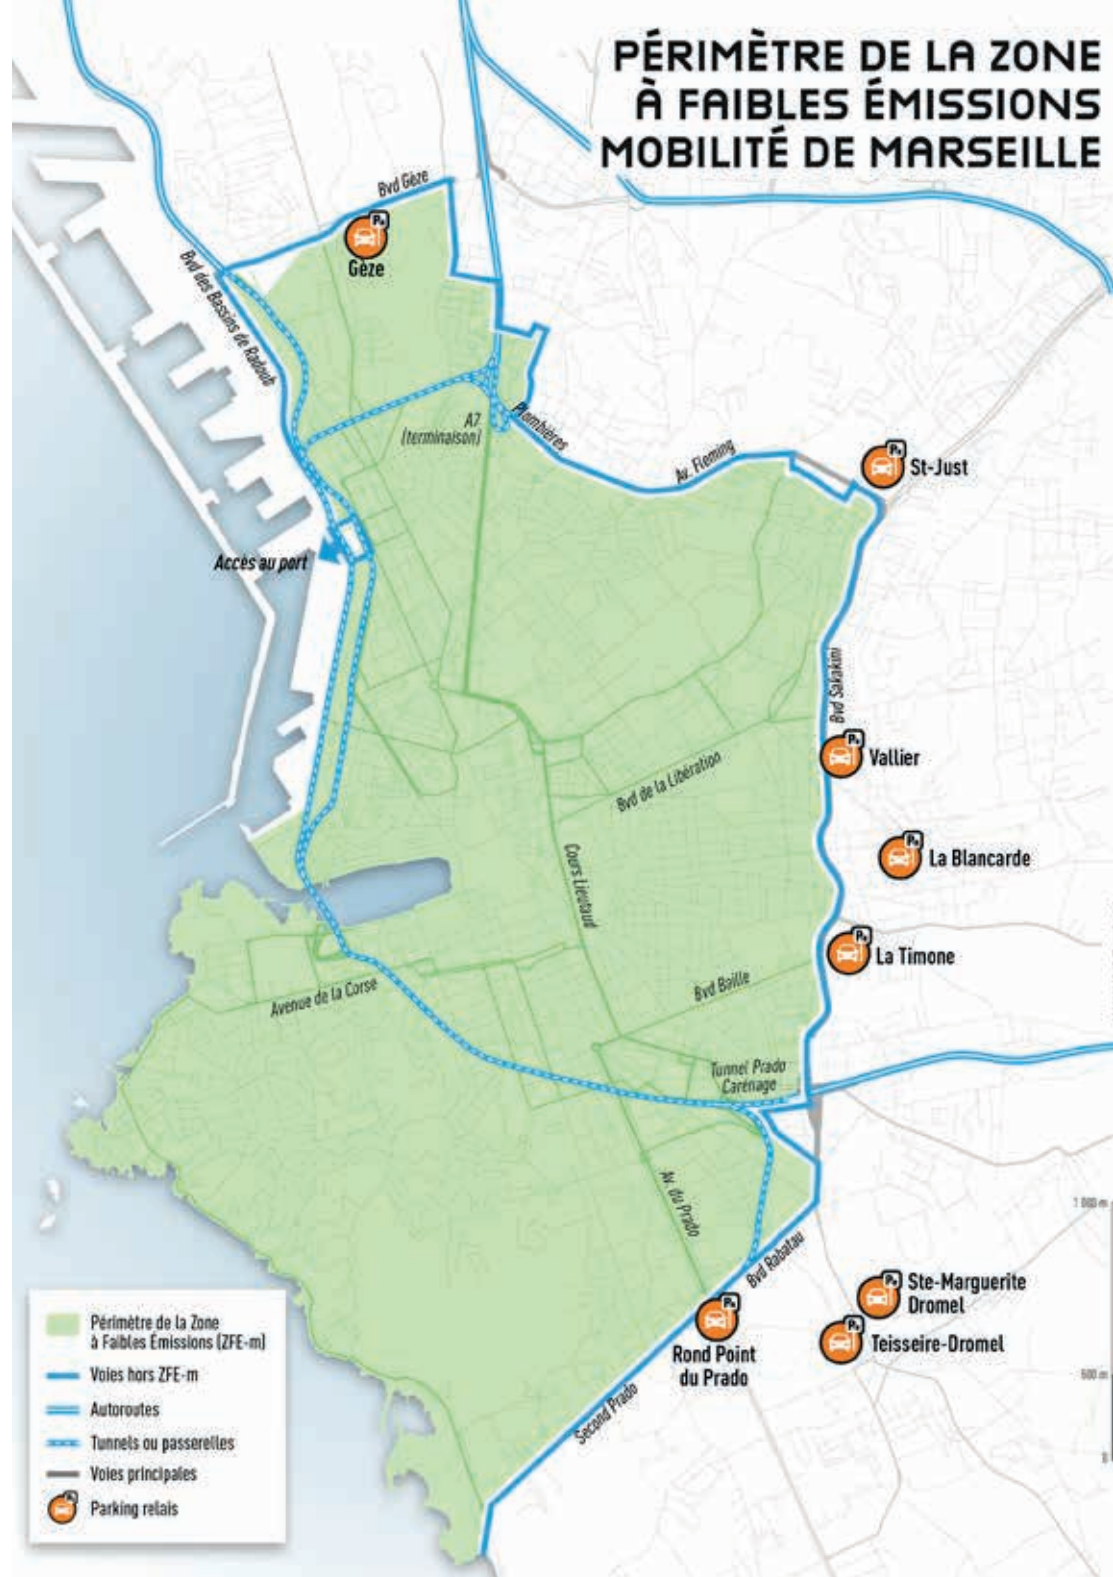 PÉRIMÈTRE DE LA ZONE
À FAIBLES ÉMISSIONS
MOBILITÉ DE MARSEILLE
Bvd Gèze
Gèze
Bvd des Bassins de Radoub
A7
(terminaison)
Plombières
Av. Fleming
St-Just
Accès au port
Bvd Sakakini
Vallier
Bvd de la Libération
La Blancarde
Cours Lieutaud
La Timone
Avenue de la Corse
Bvd Baille
Tunnel Prado
Carénage
Av. du Prado
1 000 m
Bvd Rabatau
Ste-Marguerite
Dromel
Teisseire-Dromel
Rond Point
du Prado
500 m
0
Second Prado
Périmètre de la Zone
à Faibles Émissions (ZFE-m)
Voies hors ZFE-m
Autoroutes
Tunnels ou passerelles
Voies principales
Parking relais